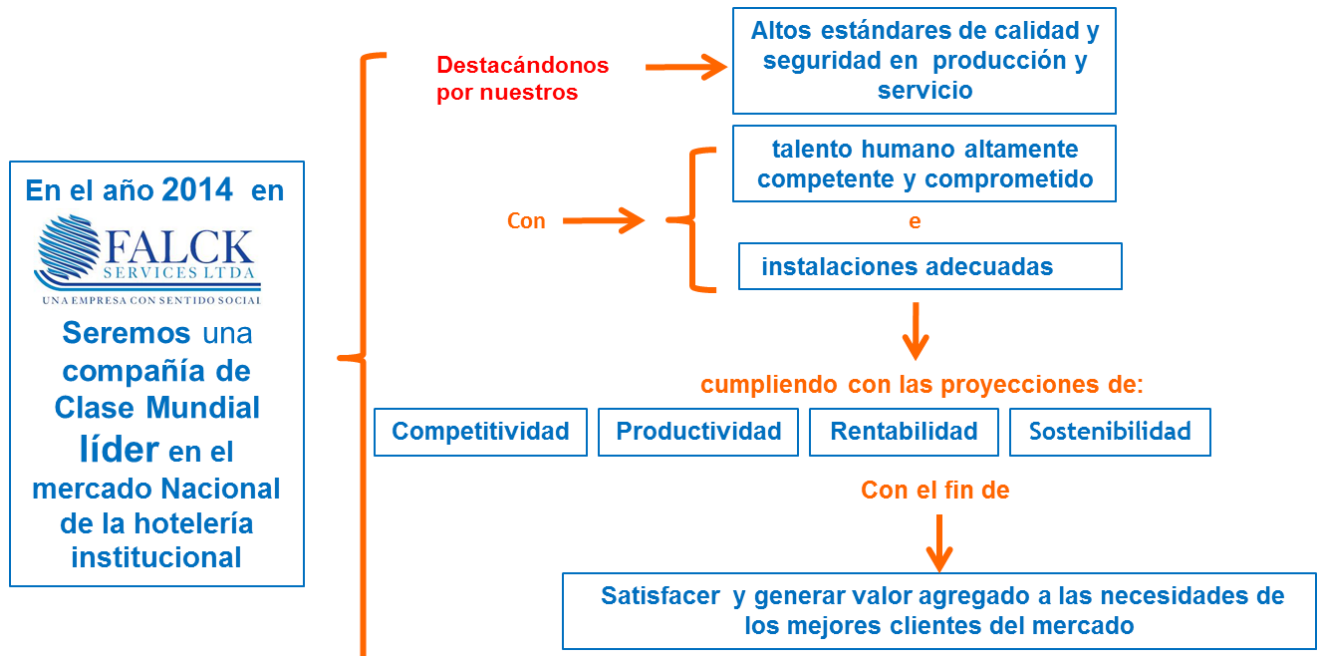 En el año 2014 en
FALCK
SERVICES LTDA
UNA EMPRESA CON SENTIDO SOCIAL
Seremos una
compañía de
Clase Mundial
líder en el
mercado Nacional
de la hotelería
institucional
Destacándonos
por nuestros
Altos estándares de calidad y
seguridad en producción y
servicio
Con
talento humano altamente
competente y comprometido
e
instalaciones adecuadas
cumpliendo con las proyecciones de:
Competitividad
Productividad
Rentabilidad
Sostenibilidad
Con el fin de
Satisfacer y generar valor agregado a las necesidades de
los mejores clientes del mercado